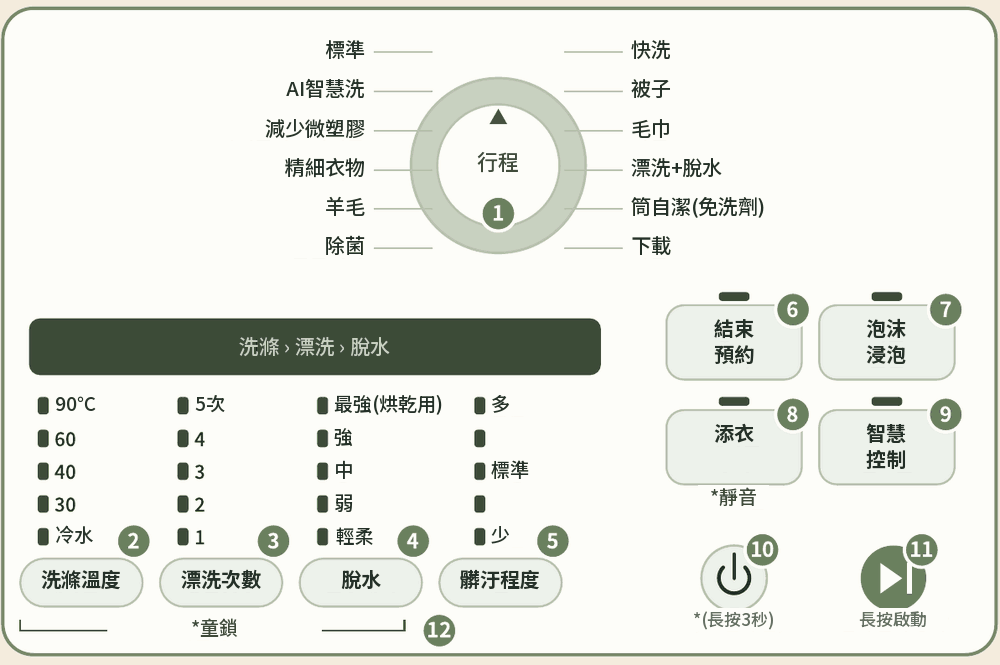 標準
AI智慧洗
減少微塑膠
精細衣物
羊毛
除菌
行程
1
快洗
被子
毛巾
漂洗+脫水
筒自潔(免洗劑)
下載
洗滌 › 漂洗 › 脫水
90°C
60
40
30
冷水
2
洗滌溫度
5次
4
3
2
1
3
漂洗次數
最強(烘乾用)
強
中
弱
輕柔
4
脫水
多
標準
少
5
髒汙程度
*童鎖
12
結束
預約
6
泡沫
浸泡
7
添衣
8
*靜音
智慧
控制
9
10
*(長按3秒)
11
長按啟動